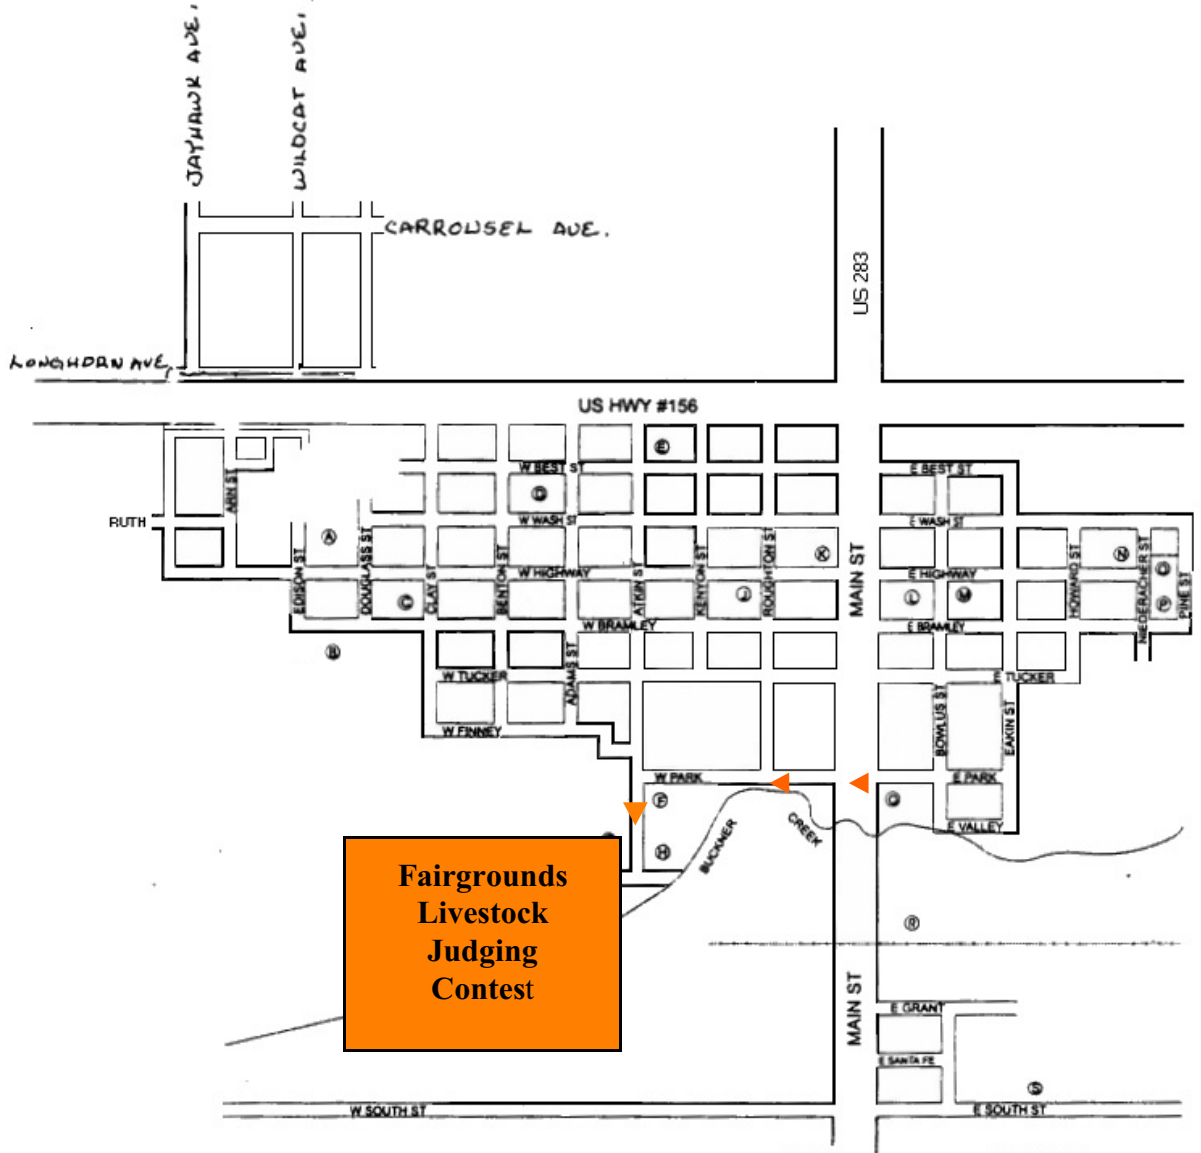 JAYHAWK AVE.
WILDCAT AVE.
CARROUSEL AVE.
US 283
LONGHORN AVE.
US HWY #156
E
W BEST ST
E BEST ST
ARN ST
D
RUTH
W WASH ST
E WASH ST
A
K
N
EDISON ST
DOUGLASS ST
CLAY ST
BENTON ST
W HIGHWAY
ATKIN ST
KENYON ST
ROUGHTON ST
MAIN ST
E HIGHWAY
HOWARD ST
NIEDERACHER ST
PINE ST
O
C
J
L
M
P
W BRAMLEY
E BRAMLEY
B
ADAMS ST
W TUCKER
E TUCKER
BOWLUS ST
EAKIN ST
W FINNEY
W PARK
E PARK
F
E VALLEY
BUCKNER
CREEK
H
Fairgrounds
Livestock
Judging
Contest
R
MAIN ST
E GRANT
E SANTA FE
S
W SOUTH ST
E SOUTH ST